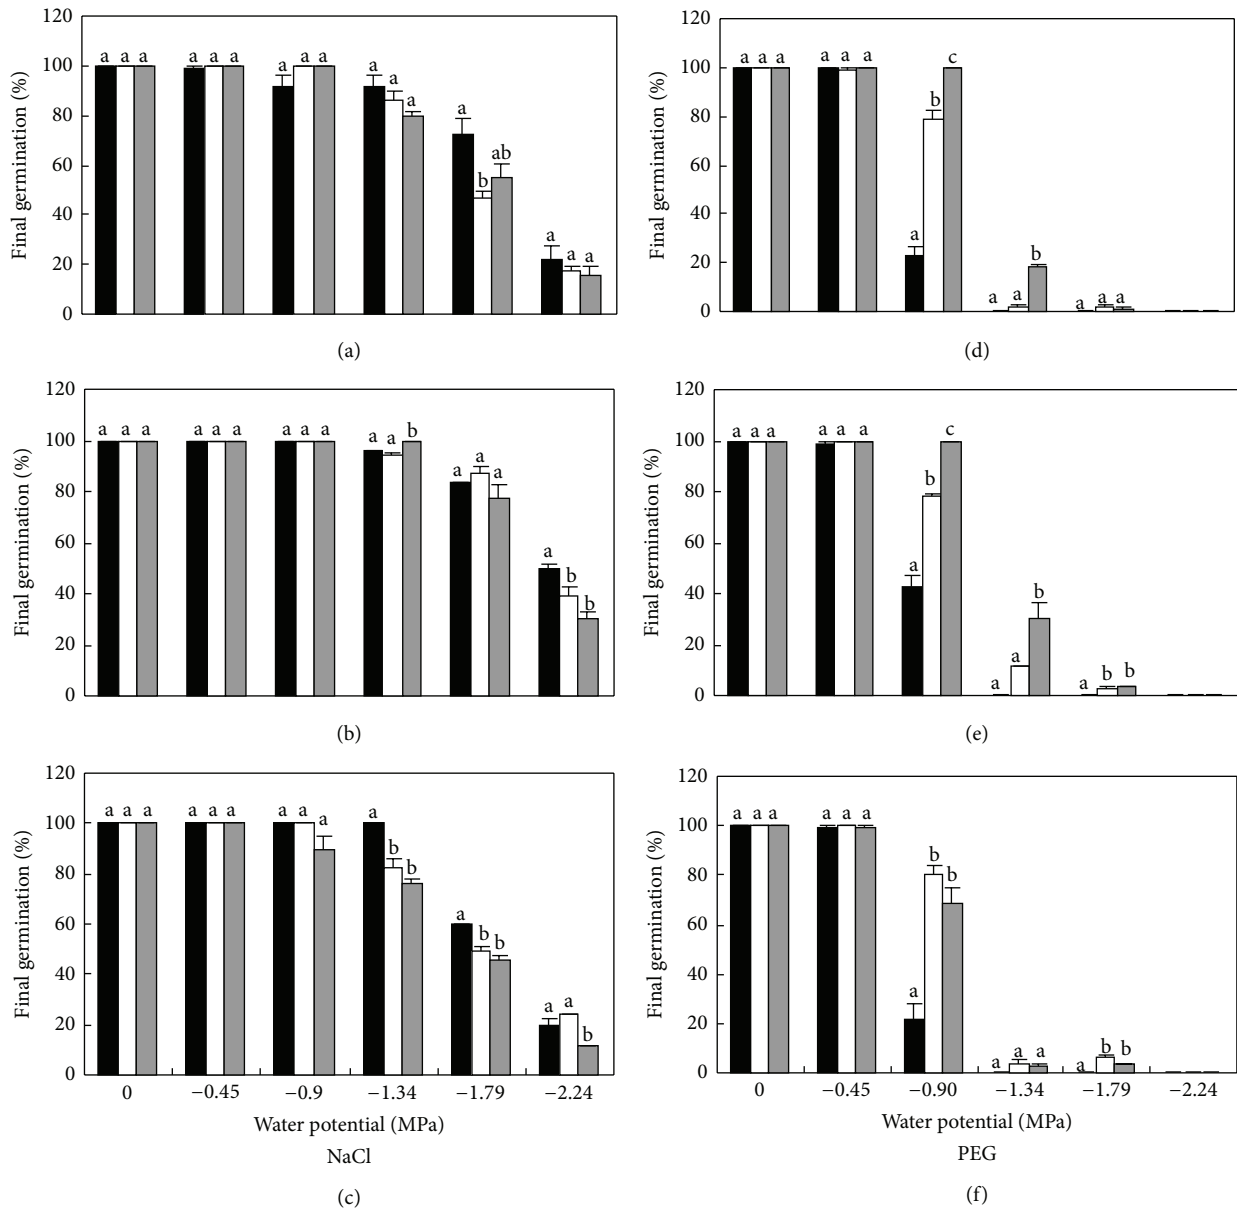 120
100
80
60
40
20
0
Final germination (%)
a a a
a a a
a a a
a a a
a b ab
a a a
(a)
120
100
80
60
40
20
0
Final germination (%)
a a a
a a a
a b c
a a b
a a a
(d)
120
100
80
60
40
20
0
Final germination (%)
a a a
a a a
a a a
a a b
a a a
a b b
(b)
120
100
80
60
40
20
0
Final germination (%)
a a a
a a a
a b c
a a b
a b b
(e)
120
100
80
60
40
20
0
Final germination (%)
a a a
a a a
a a a
a b b
a b b
a a b
0 −0.45 −0.9 −1.34 −1.79 −2.24
Water potential (MPa)
NaCl
(c)
120
100
80
60
40
20
0
Final germination (%)
a a a
a a a
a b b
a a a
a b b
0 −0.45 −0.90 −1.34 −1.79 −2.24
Water potential (MPa)
PEG
(f)